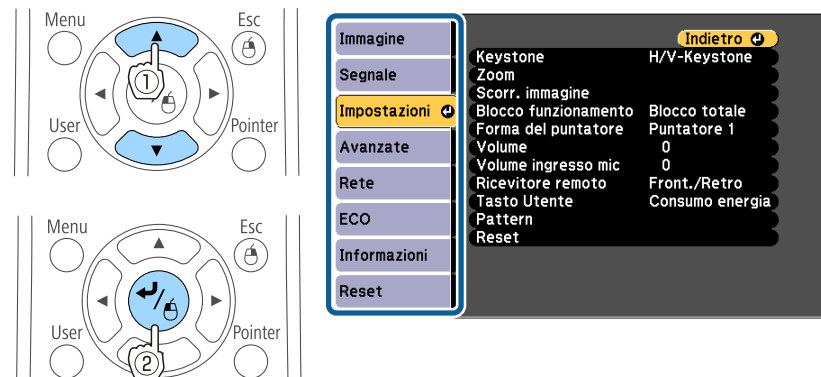 Menu
Esc
1
User
Pointer
Menu
Esc
User
Pointer
2
Immagine
Segnale
Impostazioni
Avanzate
Rete
ECO
Informazioni
Reset
Indietro
Keystone H/V-Keystone
Zoom
Scorr. immagine
Blocco funzionamento Blocco totale
Forma del puntatore Puntatore 1
Volume 0
Volume ingresso mic 0
Ricevitore remoto Front./Retro
Tasto Utente Consumo energia
Pattern
Reset